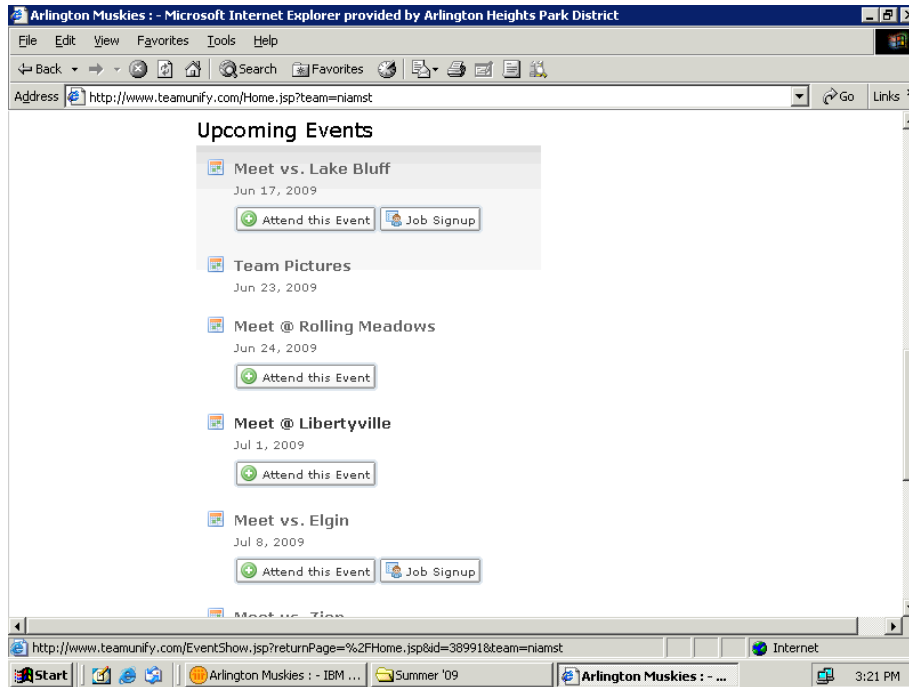 Arlington Muskies : - Microsoft Internet Explorer provided by Arlington Heights Park District
File Edit View Favorites Tools Help
Back Search Favorites
Address http://www.teamunify.com/Home.jsp?team=niamst Go Links
Upcoming Events
Meet vs. Lake Bluff
Jun 17, 2009
Attend this Event Job Signup
Team Pictures
Jun 23, 2009
Meet @ Rolling Meadows
Jun 24, 2009
Attend this Event
Meet @ Libertyville
Jul 1, 2009
Attend this Event
Meet vs. Elgin
Jul 8, 2009
Attend this Event Job Signup
Meet vs. Zion
http://www.teamunify.com/EventShow.jsp?returnPage=%2FHome.jsp&id=38991&team=niamst Internet
Start Arlington Muskies : - IBM ... Summer '09 Arlington Muskies : - ... 3:21 PM